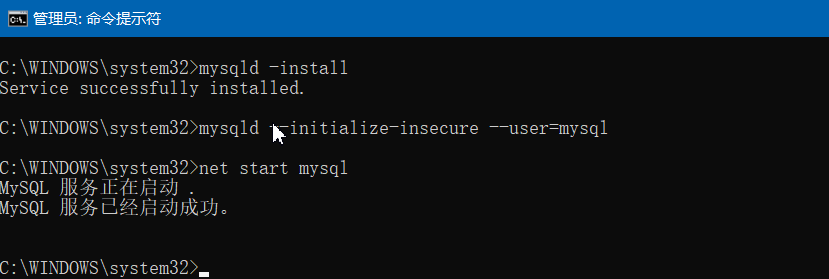 管理员: 命令提示符
C:\WINDOWS\system32>mysqld -install
Service successfully installed.
C:\WINDOWS\system32>mysqld --initialize-insecure --user=mysql
C:\WINDOWS\system32>net start mysql
MySQL 服务正在启动 .
MySQL 服务已经启动成功。
C:\WINDOWS\system32>